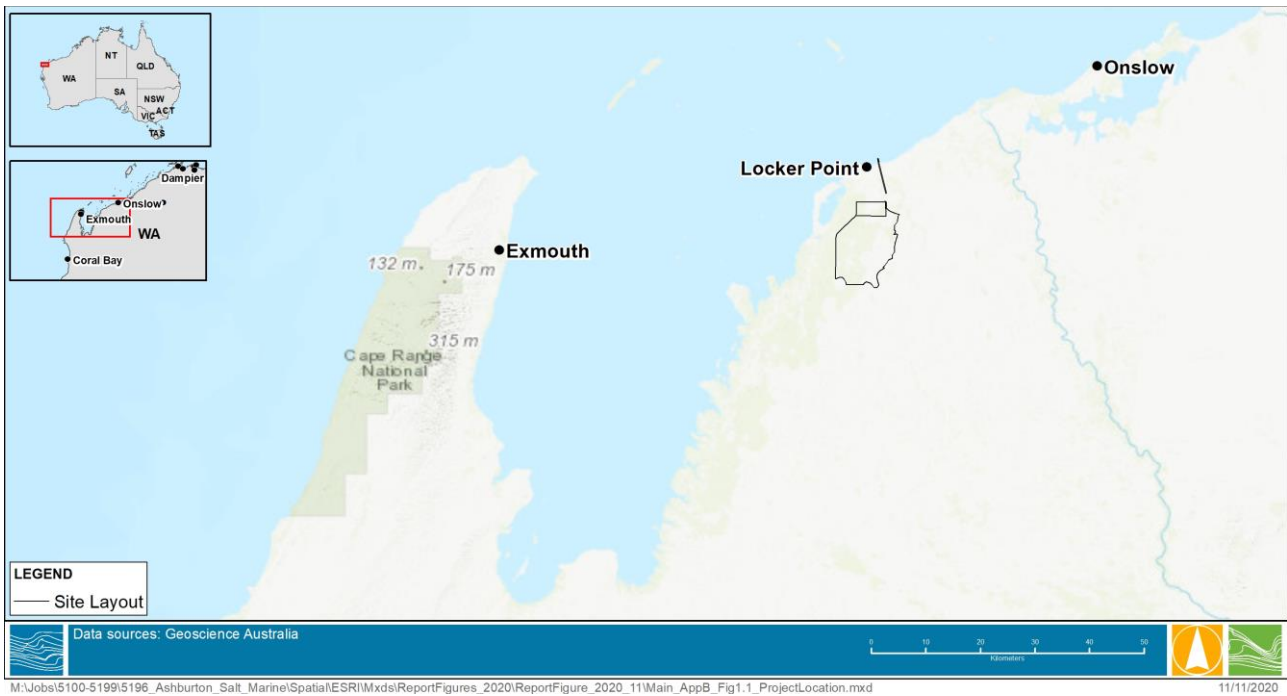 NT
QLD
WA
SA
NSW
ACT
VIC
TAS
Dampier
Onslow
Exmouth
WA
Coral Bay
Onslow
Locker Point
Exmouth
132 m
175 m
315 m
Cape Range
National
Park
LEGEND
Site Layout
Data sources: Geoscience Australia
0 10 20 30 40 50
Kilometers
M:\Jobs\5100-5199\5196_Ashburton_Salt_Marine\Spatial\ESRI\Mxds\ReportFigures_2020\ReportFigure_2020_11\Main_AppB_Fig1.1_ProjectLocation.mxd
11/11/2020